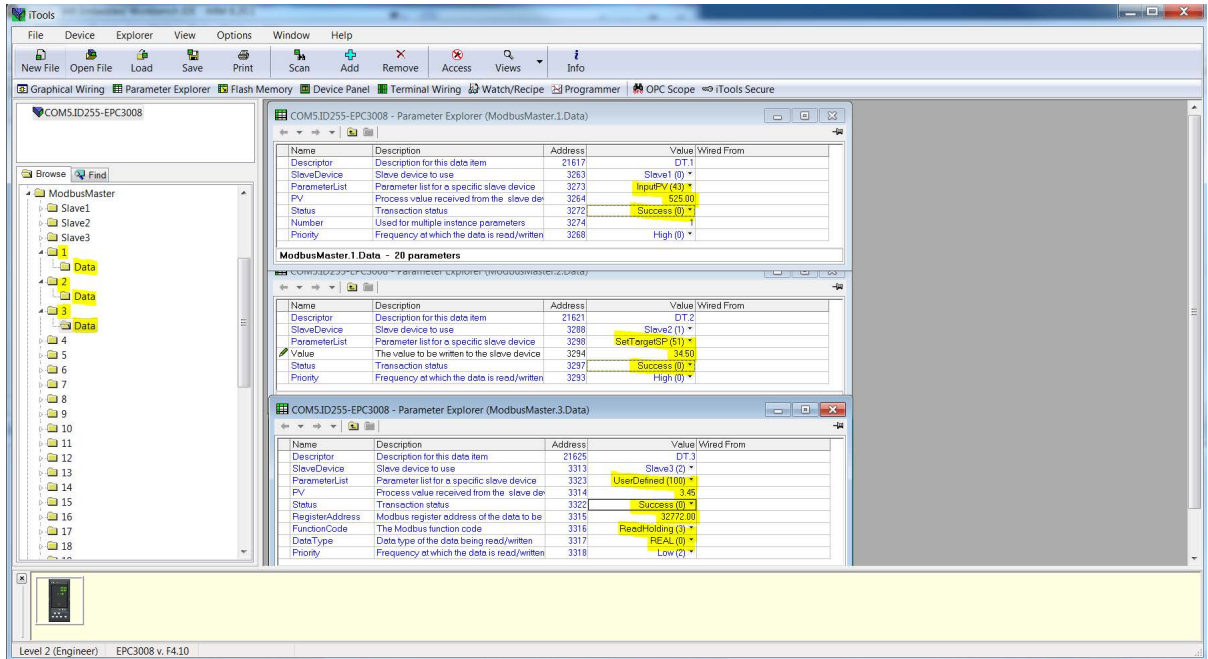 iTools
File Device Explorer View Options Window Help
New File Open File Load Save Print Scan Add Remove Access Views Info
Graphical Wiring Parameter Explorer Flash Memory Device Panel Terminal Wiring Watch/Recipe Programmer OPC Scope iTools Secure
COM5.ID255-EPC3008
Browse Find
ModbusMaster
Slave1
Slave2
Slave3
1
Data
2
Data
3
Data
4
5
6
7
8
9
10
11
12
13
14
15
16
17
18
COM5.ID255-EPC3008 - Parameter Explorer (ModbusMaster.1.Data)
Name Description Address Value Wired From
Descriptor Description for this data item 21617 DT.1
SlaveDevice Slave device to use 3263 Slave1 (0)
ParameterList Parameter list for a specific slave device 3273 InputPV (43)
PV Process value received from the slave dev 3264 525.00
Status Transaction status 3272 Success (0)
Number Used for multiple instance parameters 3274 1
Priority Frequency at which the data is read/written 3268 High (0)
ModbusMaster.1.Data - 20 parameters
COM5.ID255-EPC3008 - Parameter Explorer (ModbusMaster.2.Data)
Name Description Address Value Wired From
Descriptor Description for this data item 21621 DT.2
SlaveDevice Slave device to use 3288 Slave2 (1)
ParameterList Parameter list for a specific slave device 3298 SetTargetSP (51)
Value The value to be written to the slave device 3294 34.50
Status Transaction status 3297 Success (0)
Priority Frequency at which the data is read/written 3293 High (0)
COM5.ID255-EPC3008 - Parameter Explorer (ModbusMaster.3.Data)
Name Description Address Value Wired From
Descriptor Description for this data item 21625 DT.3
SlaveDevice Slave device to use 3313 Slave3 (2)
ParameterList Parameter list for a specific slave device 3323 UserDefined (100)
PV Process value received from the slave dev 3314 3.45
Status Transaction status 3322 Success (0)
RegisterAddress Modbus register address of the data to be 3315 32772.00
FunctionCode The Modbus function code 3316 ReadHolding (3)
DataType Data type of the data being read/written 3317 REAL (0)
Priority Frequency at which the data is read/written 3318 Low (2)
Level 2 (Engineer) EPC3008 v. F4.10